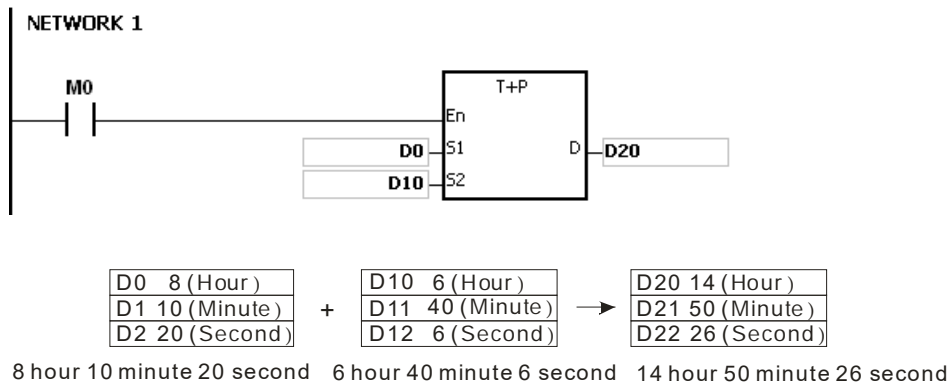 NETWORK 1
M0
T+P
En
D0 S1 D D20
D10 S2
D0 8 (Hour) D10 6 (Hour) D20 14 (Hour)
D1 10 (Minute) + D11 40 (Minute) → D21 50 (Minute)
D2 20 (Second) D12 6 (Second) D22 26 (Second)
8 hour 10 minute 20 second 6 hour 40 minute 6 second 14 hour 50 minute 26 second